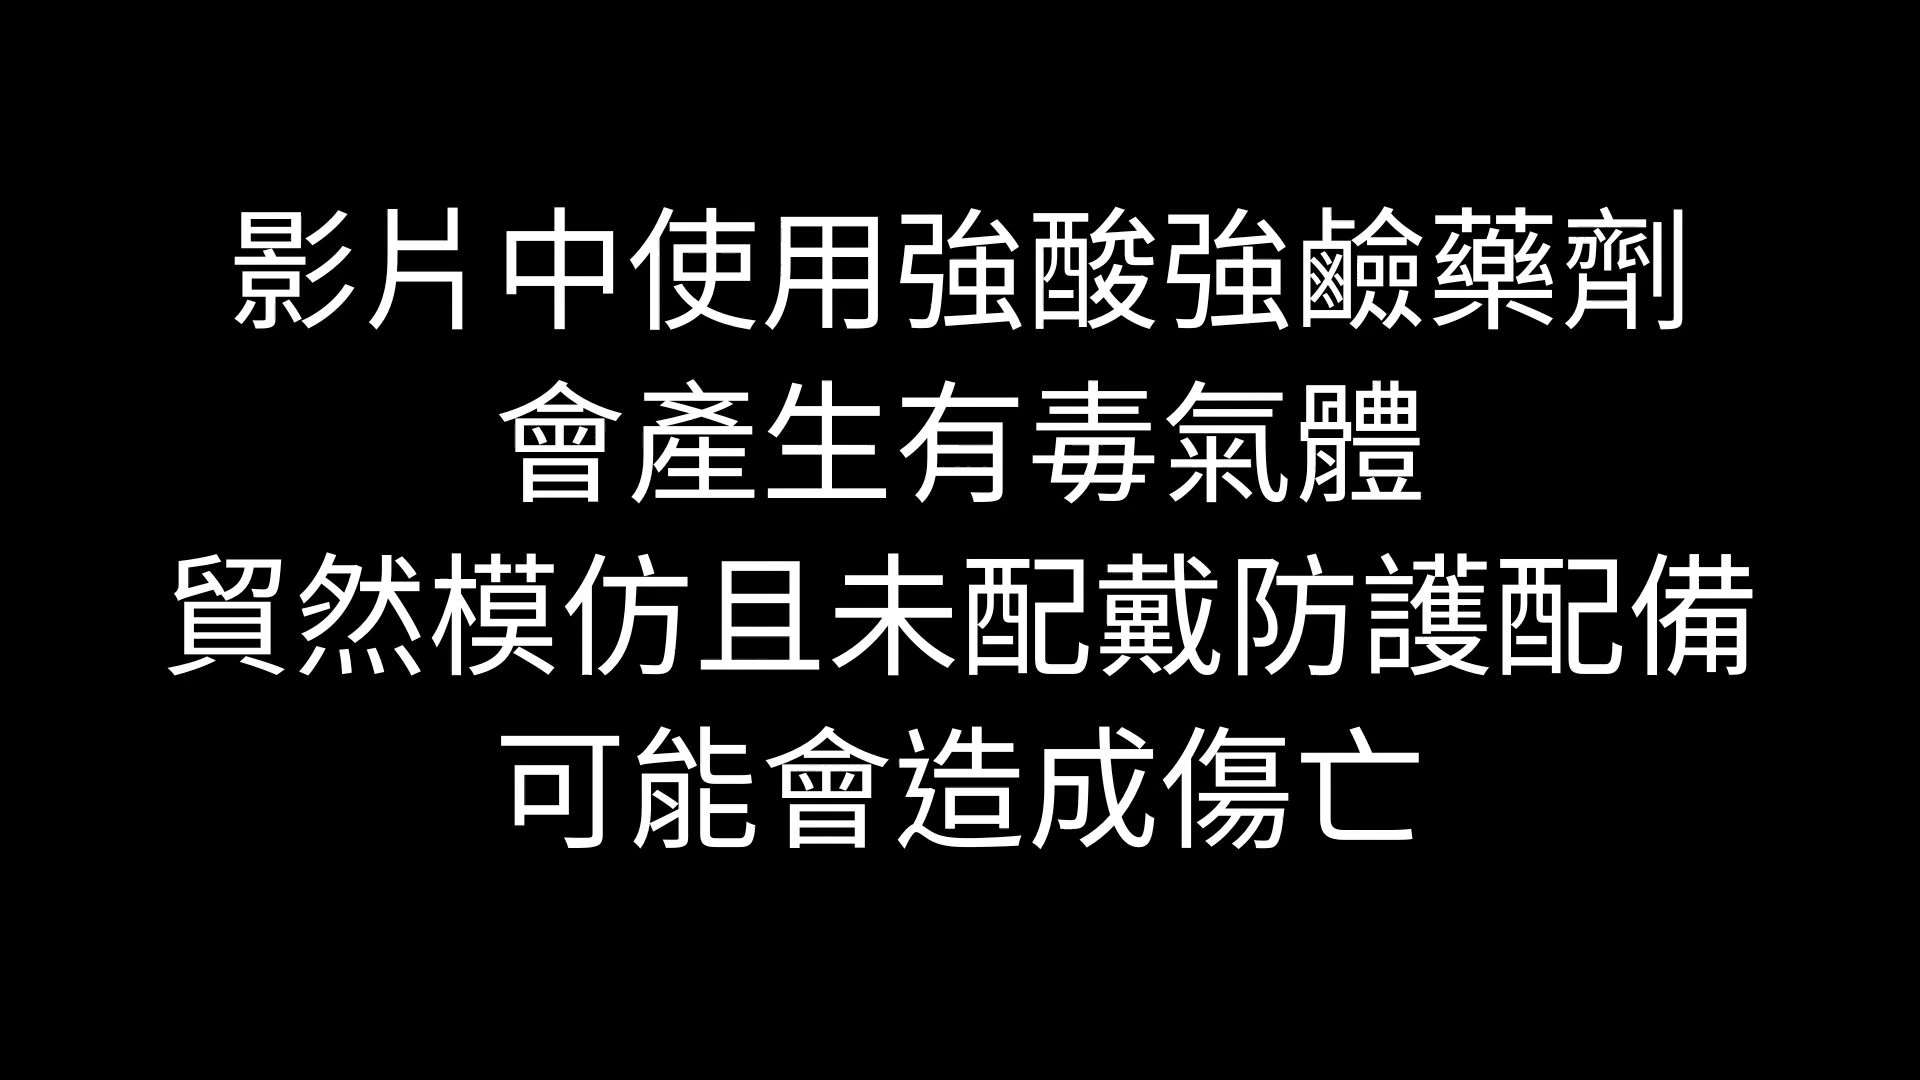 影片中使用強酸強鹼藥劑
會產生有毒氣體
貿然模仿且未配戴防護配備
可能會造成傷亡